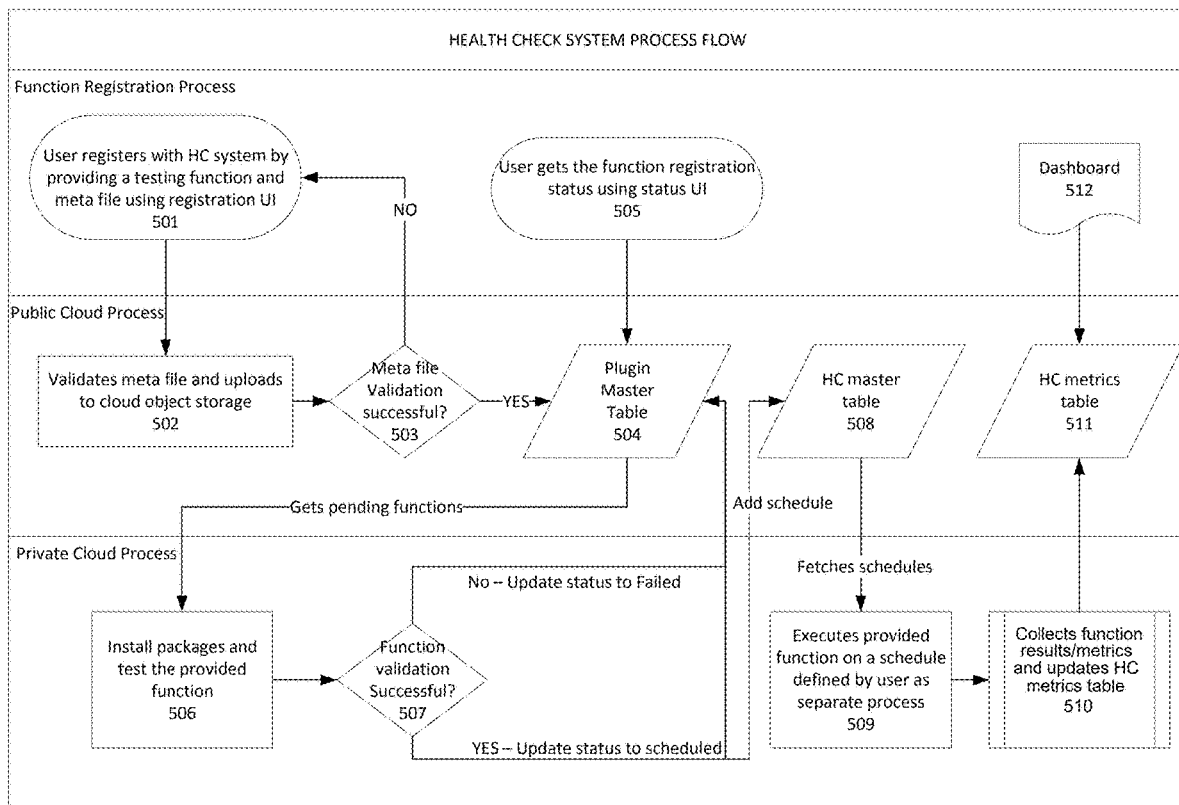 HEALTH CHECK SYSTEM PROCESS FLOW
Function Registration Process
User registers with HC system by
providing a testing function and
meta file using registration UI
501
NO
User gets the function registration
status using status UI
505
Dashboard
512
Public Cloud Process
Validates meta file and uploads
to cloud object storage
502
Meta file
Validation
successful?
503
YES
Plugin
Master
Table
504
HC master
table
508
HC metrics
table
511
Gets pending functions
Add schedule
Private Cloud Process
No -- Update status to Failed
Fetches schedules
Install packages and
test the provided
function
506
Function
validation
Successful?
507
Executes provided
function on a schedule
defined by user as
separate process
509
Collects function
results/metrics
and updates HC
metrics table
510
YES -- Update status to scheduled